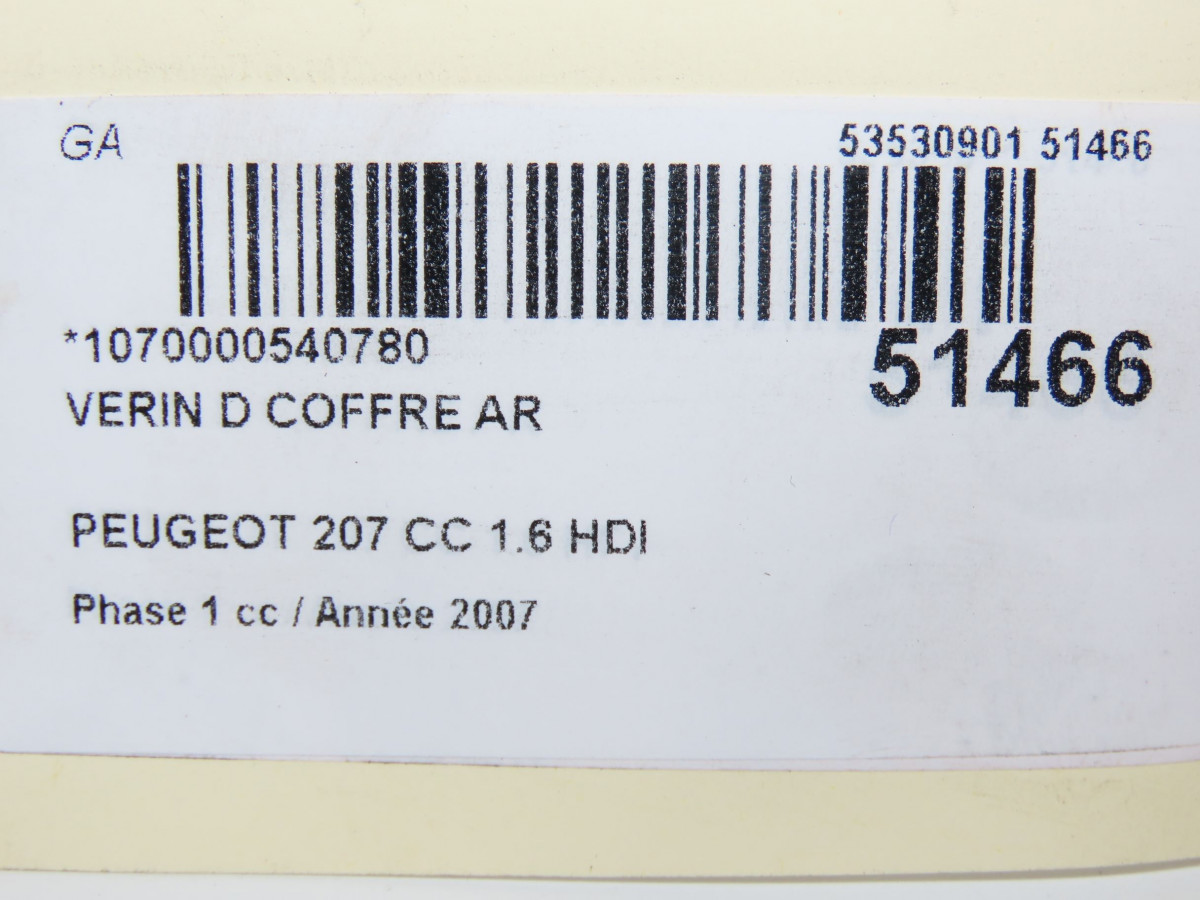 GA 53530901 51466
*1070000540780 51466
VERIN D COFFRE AR
PEUGEOT 207 CC 1.6 HDI
Phase 1 cc / Année 2007